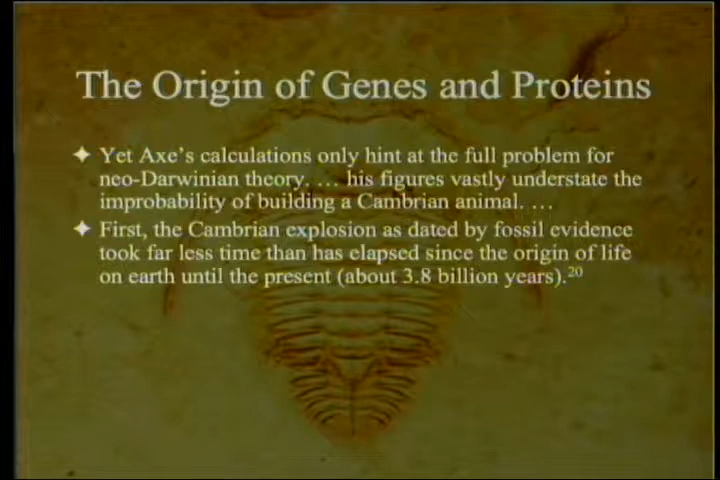 The Origin of Genes and Proteins
✦ Yet Axe's calculations only hint at the full problem for
neo-Darwinian theory. … his figures vastly understate the
improbability of building a Cambrian animal. …
✦ First, the Cambrian explosion as dated by fossil evidence
took far less time than has elapsed since the origin of life
on earth until the present (about 3.8 billion years).20